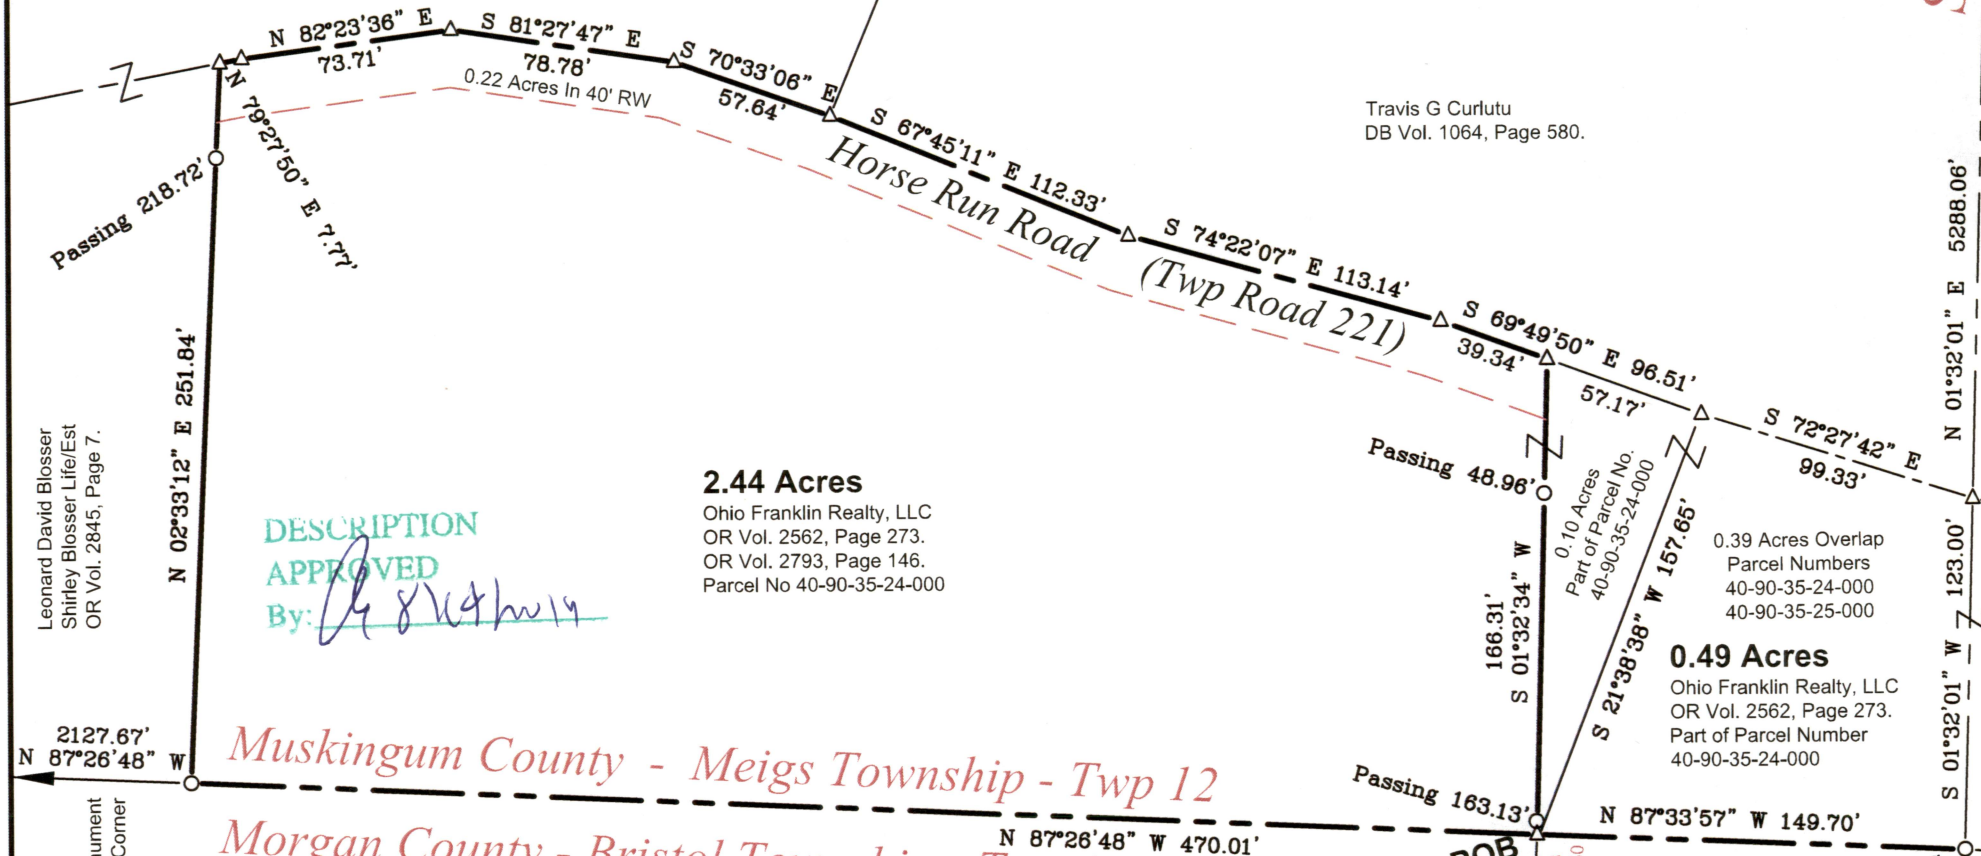 N 82°23'36" E
73.71'
S 81°27'47" E
78.78'
0.22 Acres In 40' RW
S 70°33'06" E
57.64'
N 79°27'50" E 7.77'
Passing 218.72'
S 67°45'11" E 112.33'
Horse Run Road
(Twp Road 221)
S 74°22'07" E 113.14'
S 69°49'50" E 96.51'
39.34'
57.17'
S 72°27'42" E
99.33'
Travis G Curlutu
DB Vol. 1064, Page 580.
N 01°32'01" E 5288.06'
Leonard David Blosser
Shirley Blosser Life/Est
OR Vol. 2845, Page 7.
N 02°33'12" E 251.84'
DESCRIPTION
APPROVED
By:
2.44 Acres
Ohio Franklin Realty, LLC
OR Vol. 2562, Page 273.
OR Vol. 2793, Page 146.
Parcel No 40-90-35-24-000
Passing 48.96'
166.31'
S 01°32'34" W
0.10 Acres
Part of Parcel No.
40-90-35-24-000
S 21°38'38" W 157.65'
0.39 Acres Overlap
Parcel Numbers
40-90-35-24-000
40-90-35-25-000
0.49 Acres
Ohio Franklin Realty, LLC
OR Vol. 2562, Page 273.
Part of Parcel Number
40-90-35-24-000
S 01°32'01" W 123.00'
2127.67'
N 87°26'48" W
Muskingum County - Meigs Township - Twp 12
Passing 163.13'
N 87°33'57" W 149.70'
Morgan County - Bristol
N 87°26'48" W 470.01'
POB
Corner